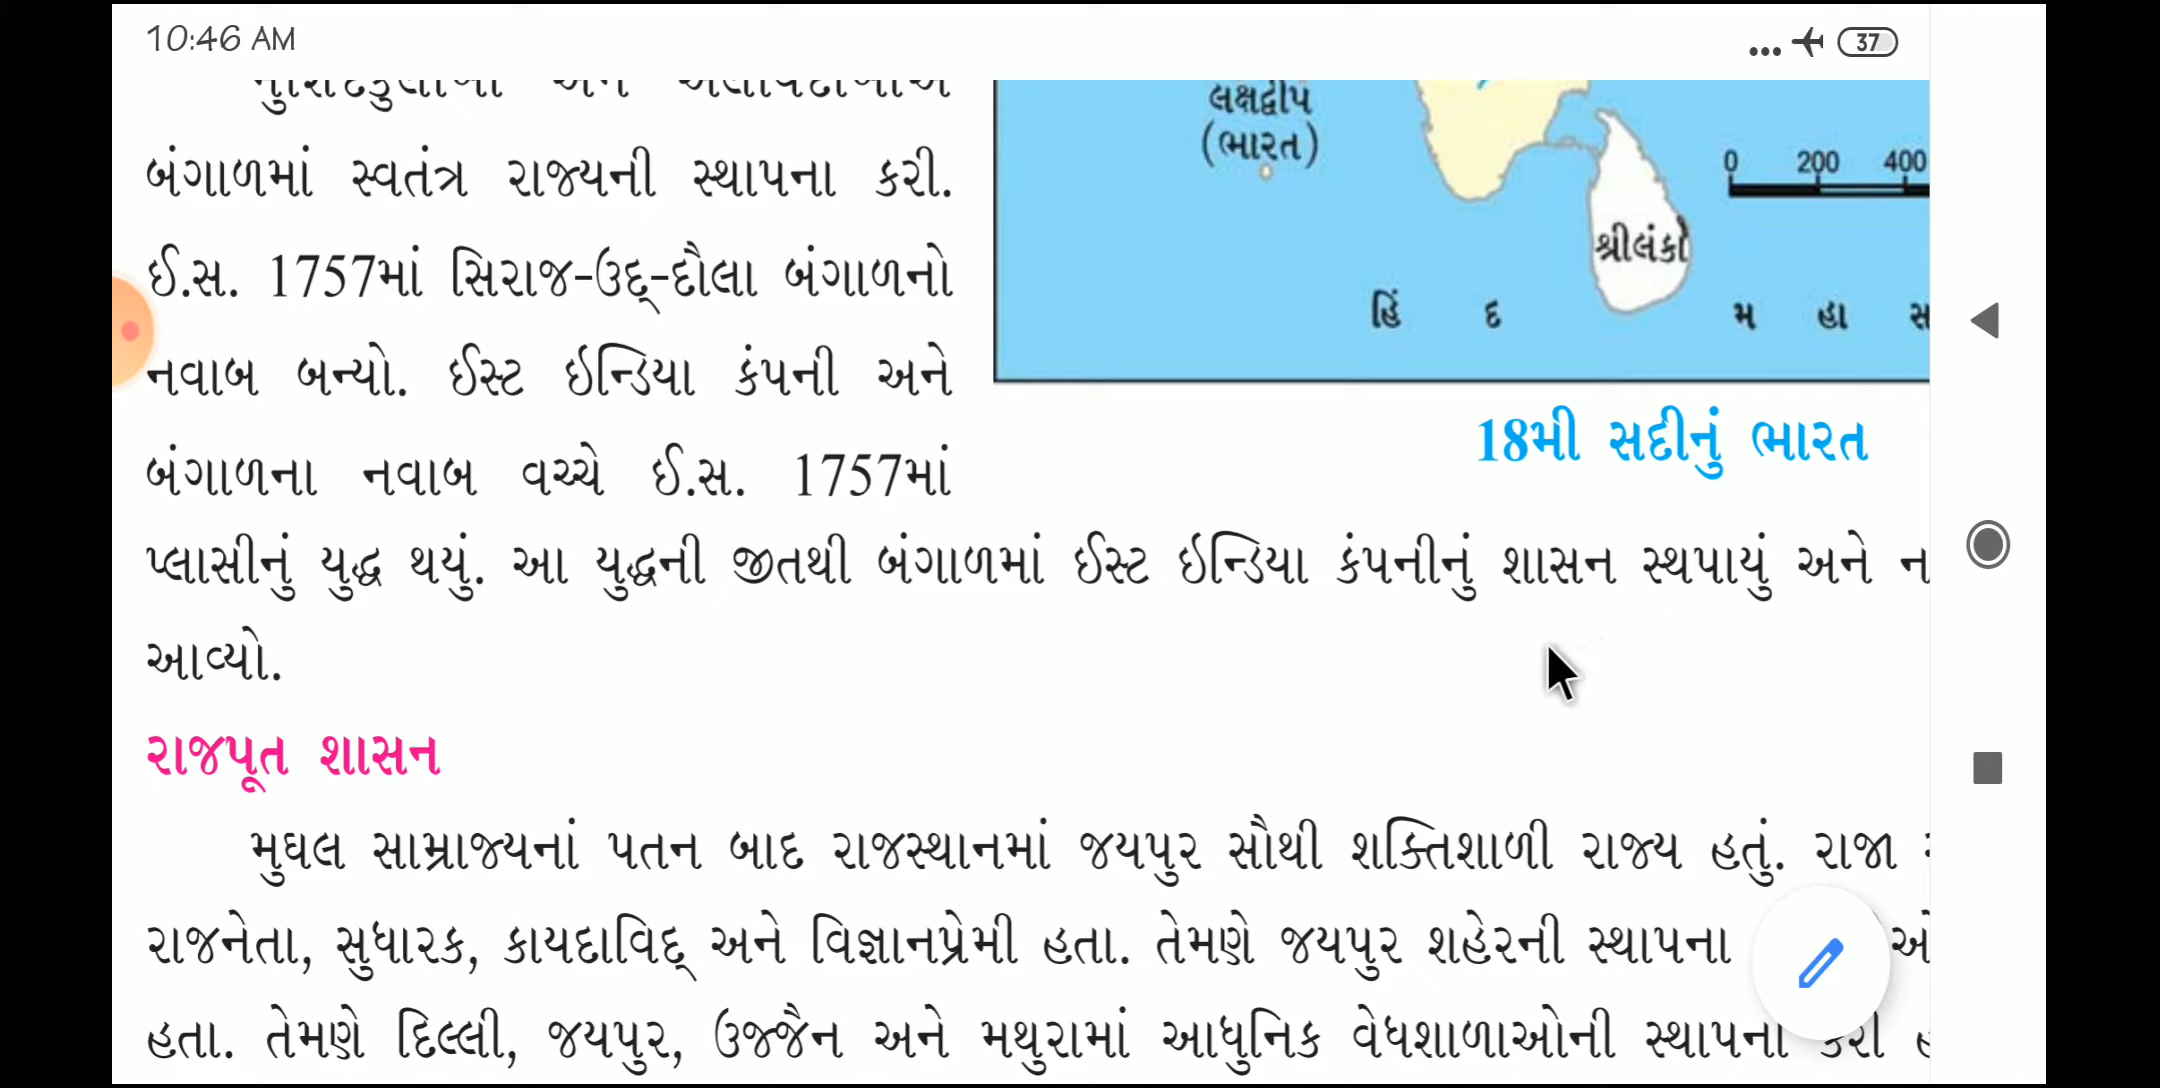 10:46 AM
37
અને
બંગાળમાં સ્વતંત્ર રાજ્યની સ્થાપના કરી.
ઈ.સ. 1757માં સિરાજ-ઉદ્-દૌલા બંગાળનો
નવાબ બન્યો. ઈસ્ટ ઇન્ડિયા કંપની અને
બંગાળના નવાબ વચ્ચે ઈ.સ. 1757માં
લક્ષદ્વીપ
(ભારત)
0 200 400
શ્રીલંકા
હિં દ મ હા સ
18મી સદીનું ભારત
પ્લાસીનું યુદ્ધ થયું. આ યુદ્ધની જીતથી બંગાળમાં ઈસ્ટ ઇન્ડિયા કંપનીનું શાસન સ્થપાયું અને ન
આવ્યો.
રાજપૂત શાસન
મુઘલ સામ્રાજ્યનાં પતન બાદ રાજસ્થાનમાં જયપુર સૌથી શક્તિશાળી રાજ્ય હતું. રાજા
રાજનેતા, સુધારક, કાયદાવિદ્ અને વિજ્ઞાનપ્રેમી હતા. તેમણે જયપુર શહેરની સ્થાપના
હતા. તેમણે દિલ્લી, જયપુર, ઉજ્જૈન અને મથુરામાં આધુનિક વેધશાળાઓની સ્થાપના કરી